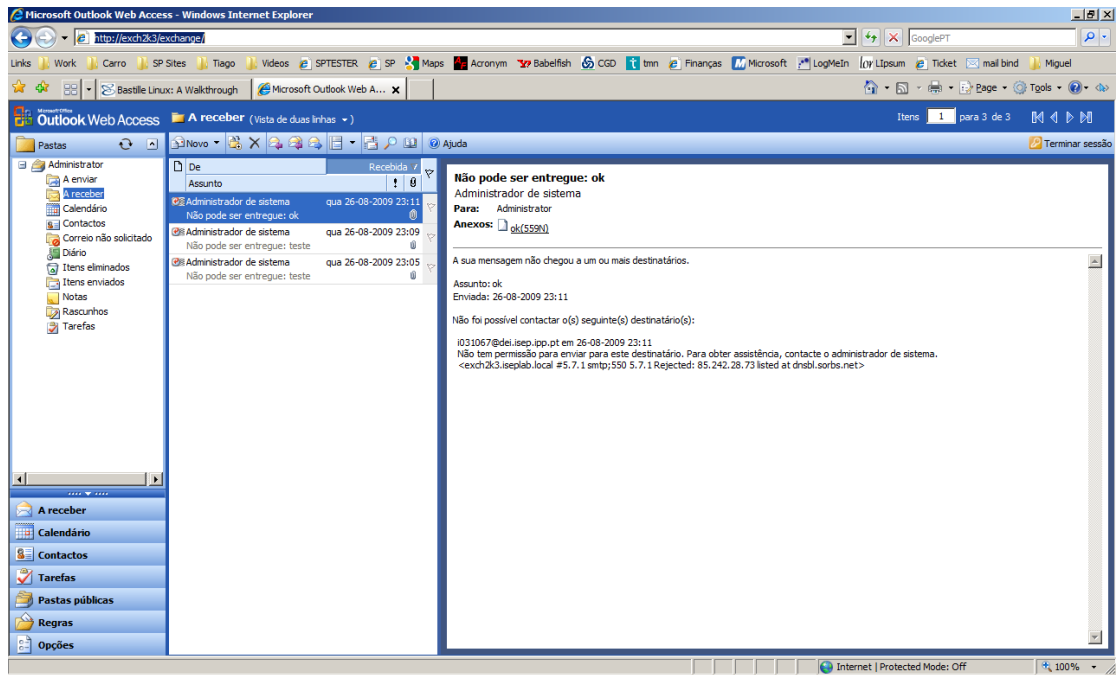 Microsoft Outlook Web Access - Windows Internet Explorer
http://exch2k3/exchange/
GooglePT
Links Work Carro SP Sites Tiago Videos SPTESTER SP Maps Acronym Babelfish CGD tmn Finanças Microsoft LogMeIn LIpsum Ticket mail bind Miguel
Bastille Linux: A Walkthrough Microsoft Outlook Web A... Page Tools
Microsoft Office
Outlook Web Access A receber (Vista de duas linhas) Itens 1 para 3 de 3
Pastas Novo Ajuda Terminar sessão
Administrator
A enviar
A receber
Calendário
Contactos
Correio não solicitado
Diário
Itens eliminados
Itens enviados
Notas
Rascunhos
Tarefas
A receber
Calendário
Contactos
Tarefas
Pastas públicas
Regras
Opções
De Recebida
Assunto
Administrador de sistema qua 26-08-2009 23:11
Não pode ser entregue: ok
Administrador de sistema qua 26-08-2009 23:09
Não pode ser entregue: teste
Administrador de sistema qua 26-08-2009 23:05
Não pode ser entregue: teste
Não pode ser entregue: ok
Administrador de sistema
Para: Administrator
Anexos: ok(559N)
A sua mensagem não chegou a um ou mais destinatários.
Assunto: ok
Enviada: 26-08-2009 23:11
Não foi possível contactar o(s) seguinte(s) destinatário(s):
i031067@dei.isep.ipp.pt em 26-08-2009 23:11
Não tem permissão para enviar para este destinatário. Para obter assistência, contacte o administrador de sistema.
<exch2k3.iseplab.local #5.7.1 smtp;550 5.7.1 Rejected: 85.242.28.73 listed at dnsbl.sorbs.net>
Internet | Protected Mode: Off 100%